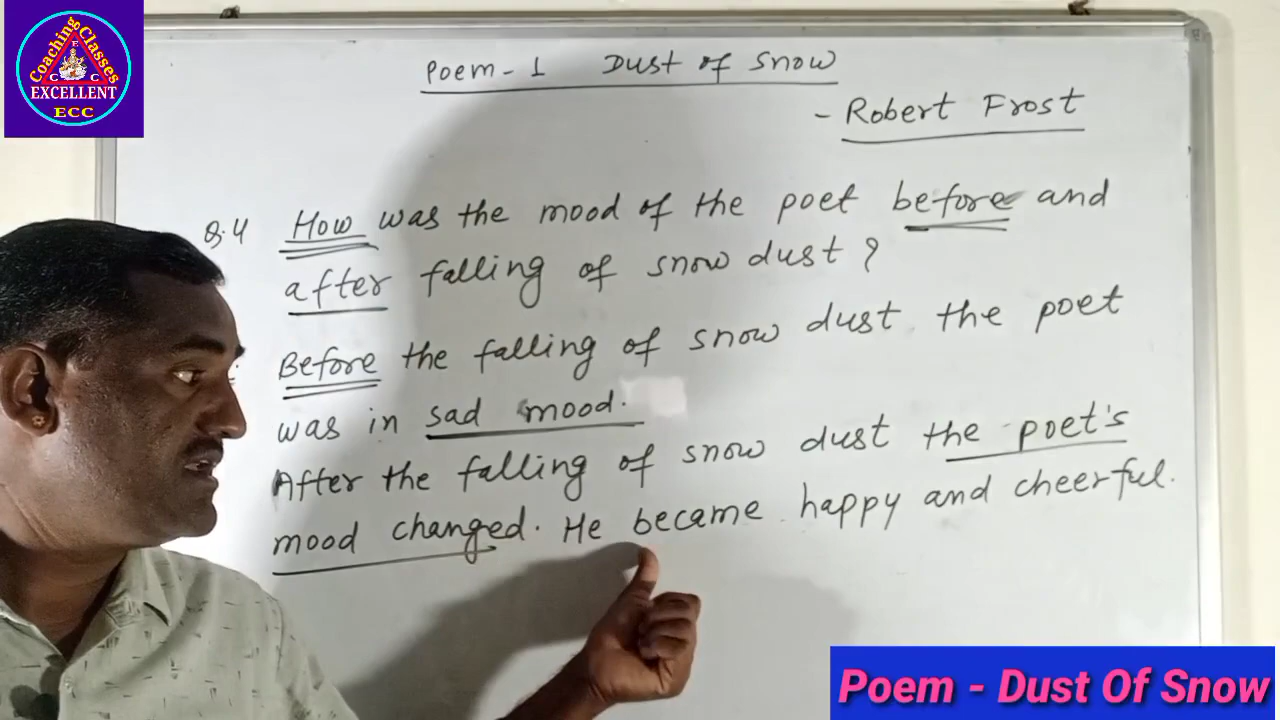 Coaching Classes
E
C C
EXCELLENT
ECC
Poem - 1 Dust of Snow
- Robert Frost
Q.4 How was the mood of the poet before and
after falling of snow dust ?
Before the falling of snow dust the poet
was in sad mood.
After the falling of snow dust the poet's
mood changed. He became happy and cheerful.
Poem - Dust Of Snow